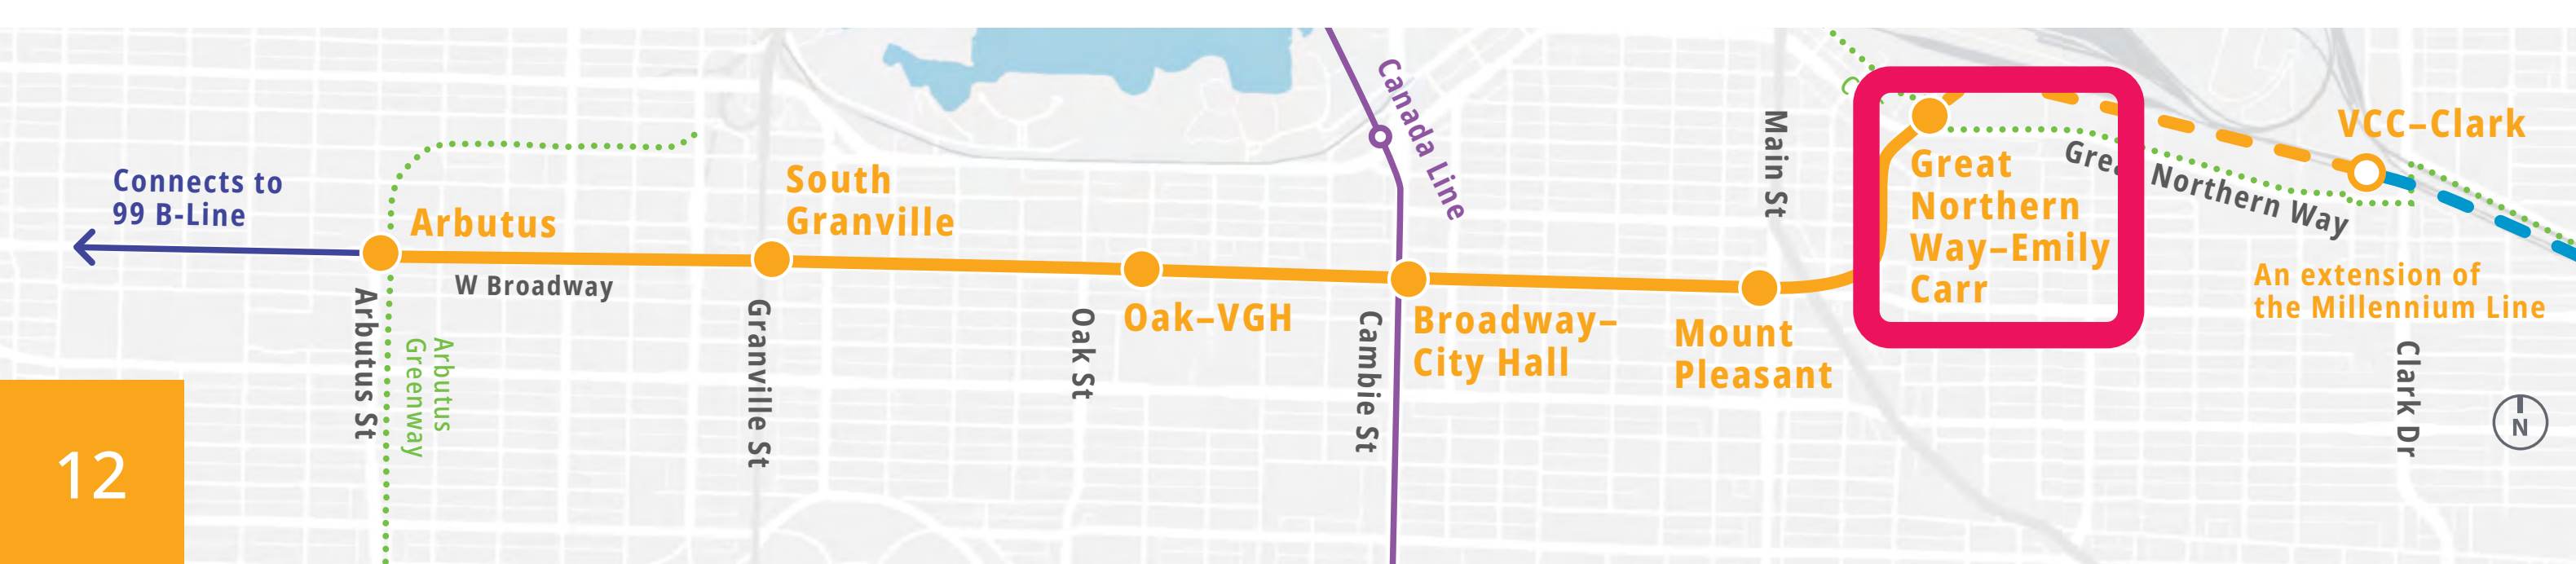 Connects to
99 B-Line
Arbutus
W Broadway
Arbutus St
Arbutus
Greenway
South
Granville
Granville St
Oak St
Oak–VGH
Canada Line
Cambie St
Broadway–
City Hall
Main St
Mount
Pleasant
C
Great
Northern
Way–Emily
Carr
Northern Way
VCC–Clark
An extension of
the Millennium Line
Clark Dr
N
12